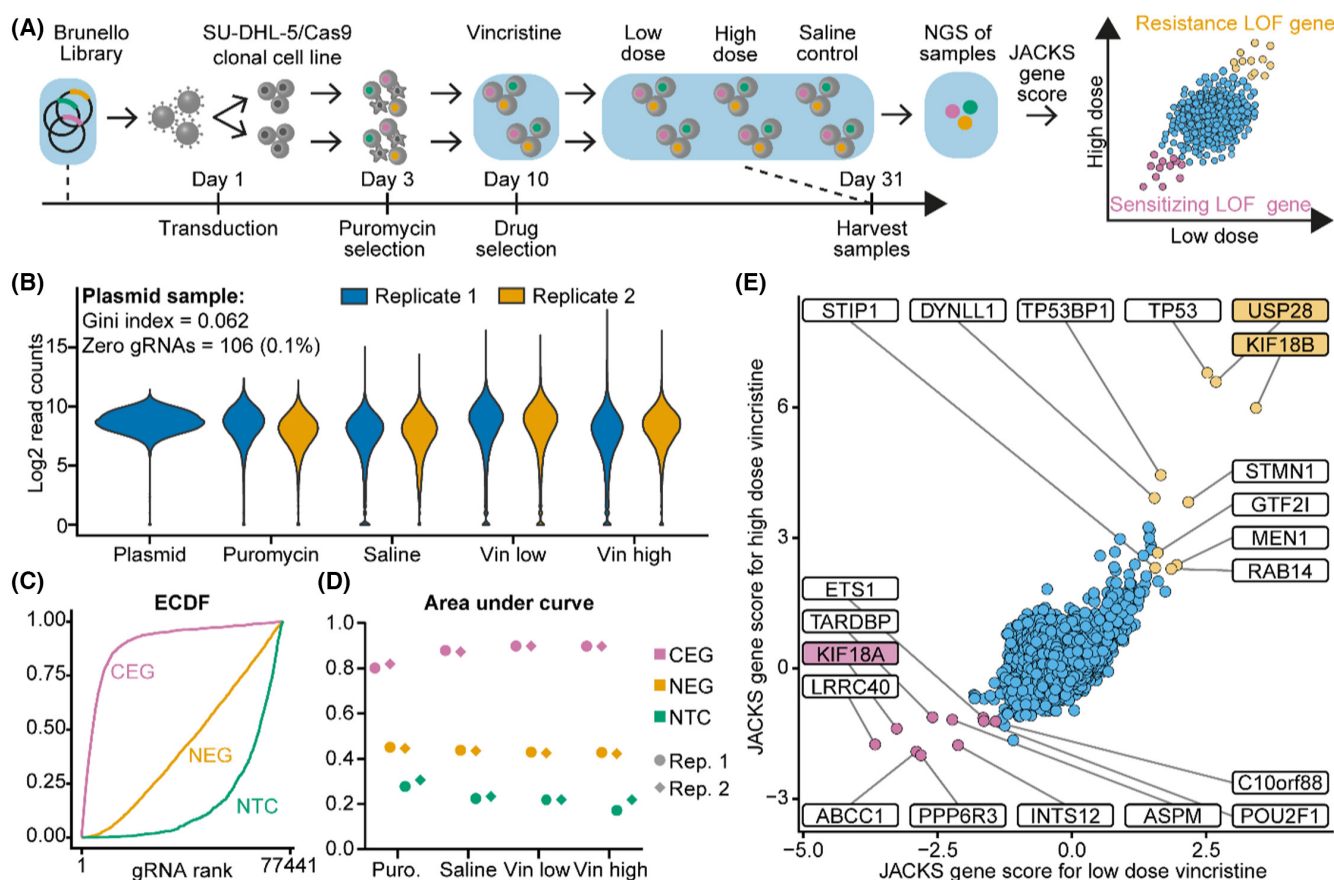 (A)
Brunello
Library
SU-DHL-5/Cas9
clonal cell line
Vincristine
Low
dose
High
dose
Saline
control
NGS of
samples
JACKS
gene
score
Day 1
Day 3
Day 10
Day 31
Transduction
Puromycin
selection
Drug
selection
Harvest
samples
Resistance LOF gene
High dose
Sensitizing LOF gene
Low dose
(B)
Plasmid sample:
Gini index = 0.062
Zero gRNAs = 106 (0.1%)
Replicate 1
Replicate 2
Log2 read counts
15
10
5
0
Plasmid
Puromycin
Saline
Vin low
Vin high
(C)
ECDF
1.00
0.75
0.50
0.25
0.00
CEG
NEG
NTC
1
77441
gRNA rank
(D)
Area under curve
1.0
0.8
0.6
0.4
0.2
0.0
Puro.
Saline
Vin low
Vin high
CEG
NEG
NTC
Rep. 1
Rep. 2
(E)
JACKS gene score for high dose vincristine
6
3
0
−3
STIP1
DYNLL1
TP53BP1
TP53
USP28
KIF18B
STMN1
GTF2I
MEN1
RAB14
ETS1
TARDBP
KIF18A
LRRC40
C10orf88
ABCC1
PPP6R3
INTS12
ASPM
POU2F1
−5.0
−2.5
0.0
2.5
JACKS gene score for low dose vincristine